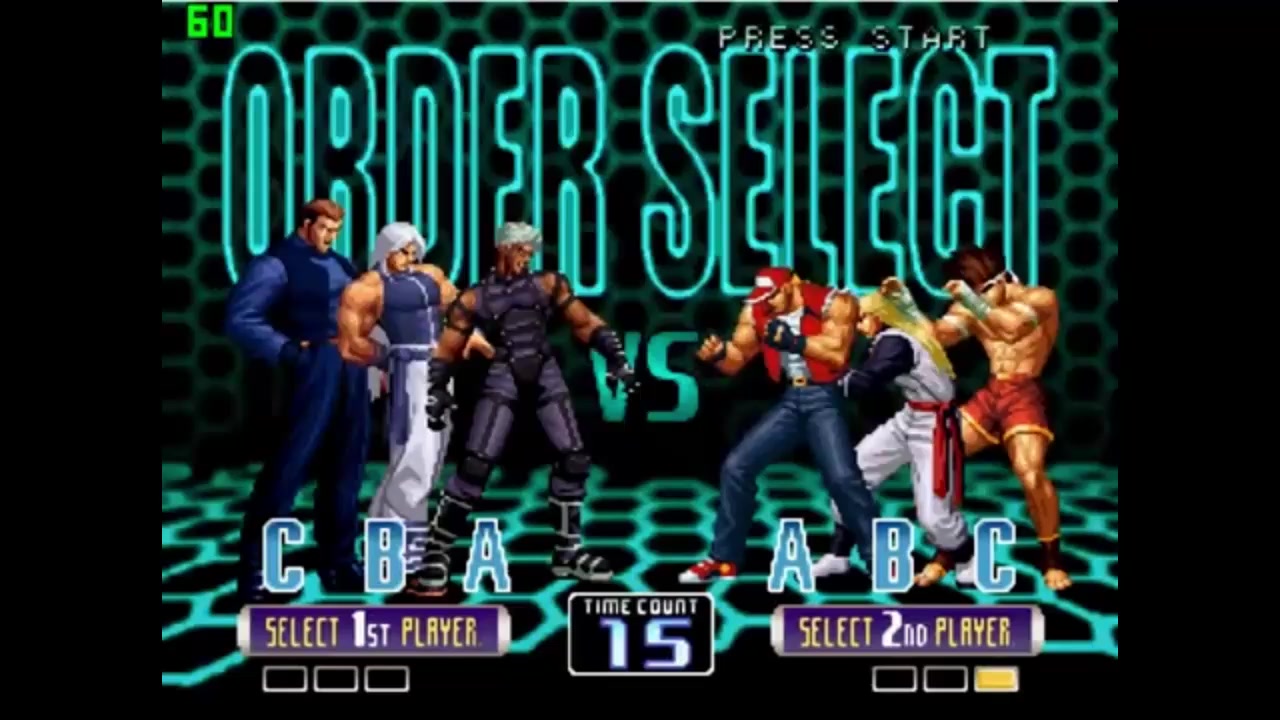 60
PRESS START
ORDER SELECT
VS
C B A
A B C
SELECT 1ST PLAYER.
TIME COUNT
15
SELECT 2ND PLAYER.